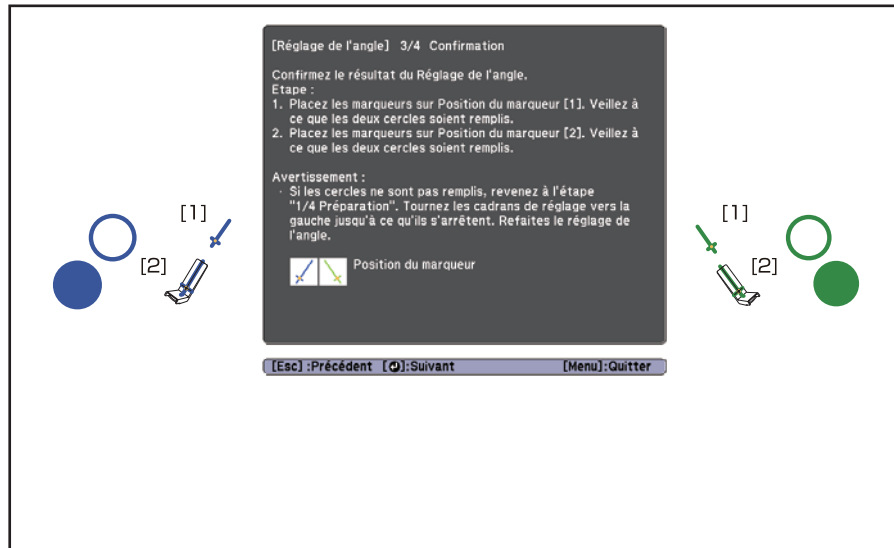 [Réglage de l'angle] 3/4 Confirmation
Confirmez le résultat du Réglage de l'angle.
Etape :
1. Placez les marqueurs sur Position du marqueur [1]. Veillez à
ce que les deux cercles soient remplis.
2. Placez les marqueurs sur Position du marqueur [2]. Veillez à
ce que les deux cercles soient remplis.
Avertissement :
· Si les cercles ne sont pas remplis, revenez à l'étape
"1/4 Préparation". Tournez les cadrans de réglage vers la
gauche jusqu'à ce qu'ils s'arrêtent. Refaites le réglage de
l'angle.
Position du marqueur
[1]
[2]
[1]
[2]
[Esc] :Précédent [↵]:Suivant [Menu]:Quitter